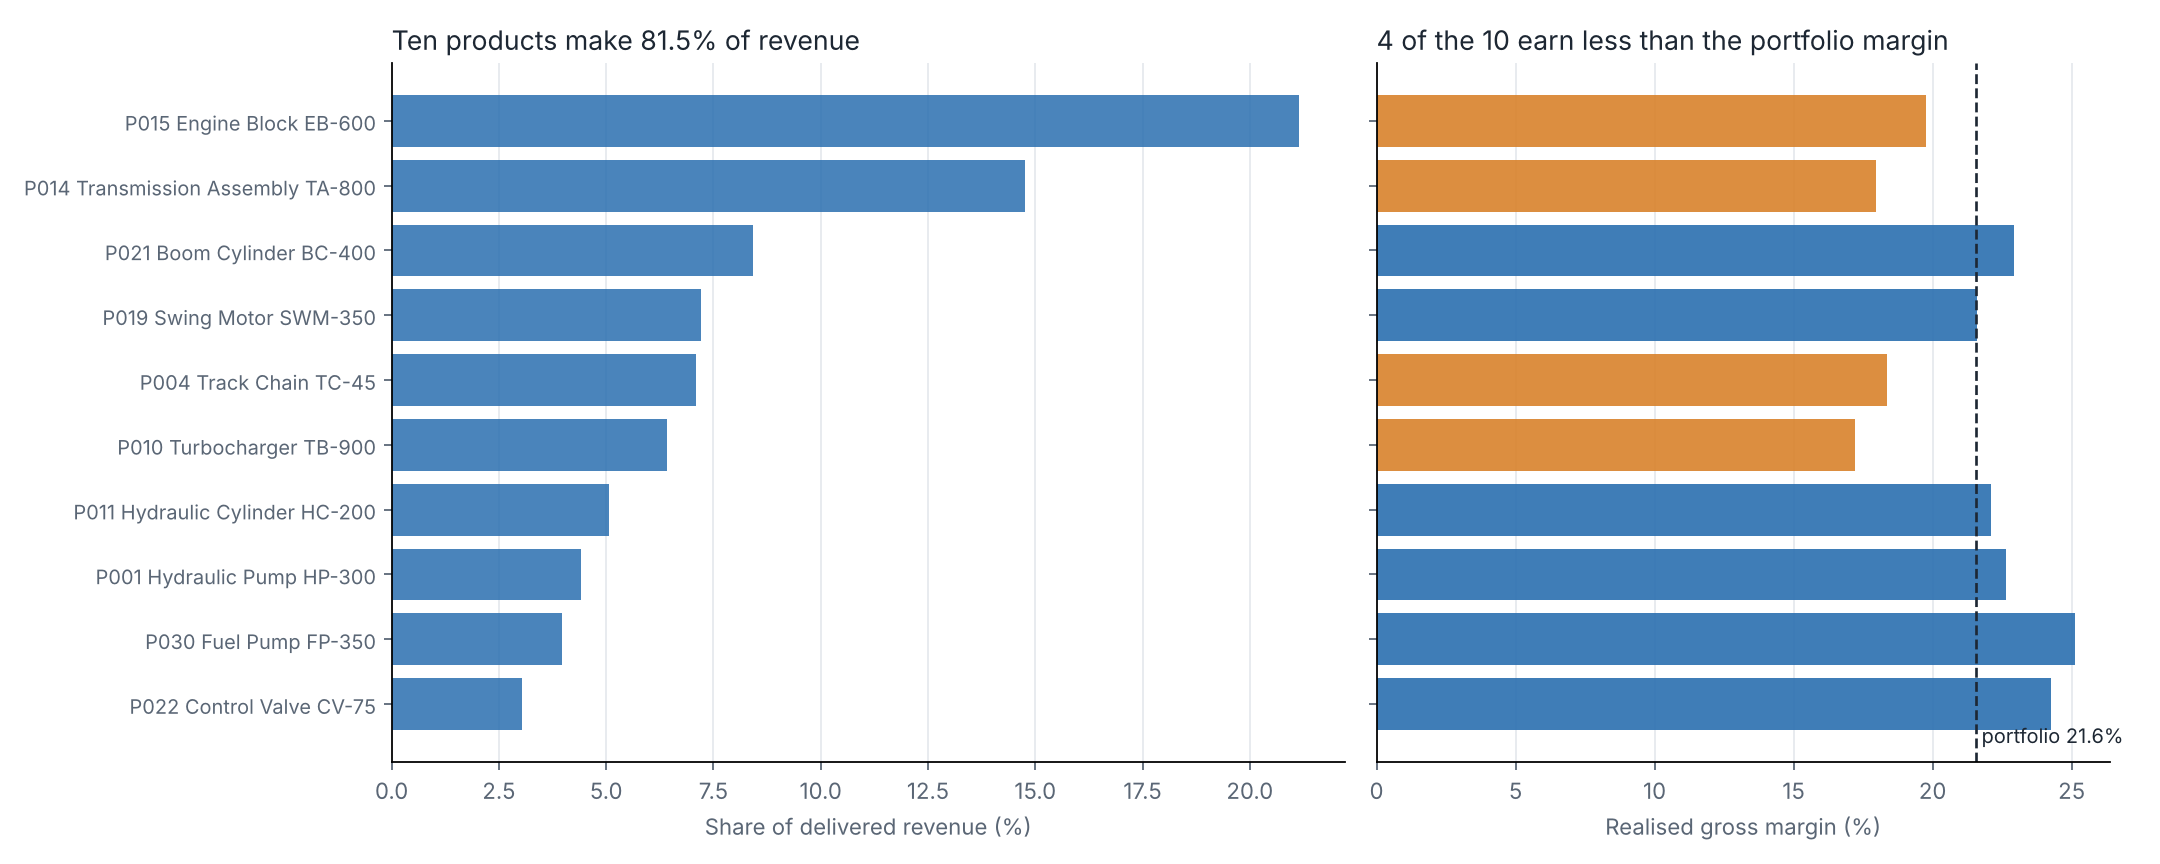 Ten products make 81.5% of revenue
P015 Engine Block EB-600
P014 Transmission Assembly TA-800
P021 Boom Cylinder BC-400
P019 Swing Motor SWM-350
P004 Track Chain TC-45
P010 Turbocharger TB-900
P011 Hydraulic Cylinder HC-200
P001 Hydraulic Pump HP-300
P030 Fuel Pump FP-350
P022 Control Valve CV-75
0.0 2.5 5.0 7.5 10.0 12.5 15.0 17.5 20.0
Share of delivered revenue (%)
4 of the 10 earn less than the portfolio margin
portfolio 21.6%
0 5 10 15 20 25
Realised gross margin (%)